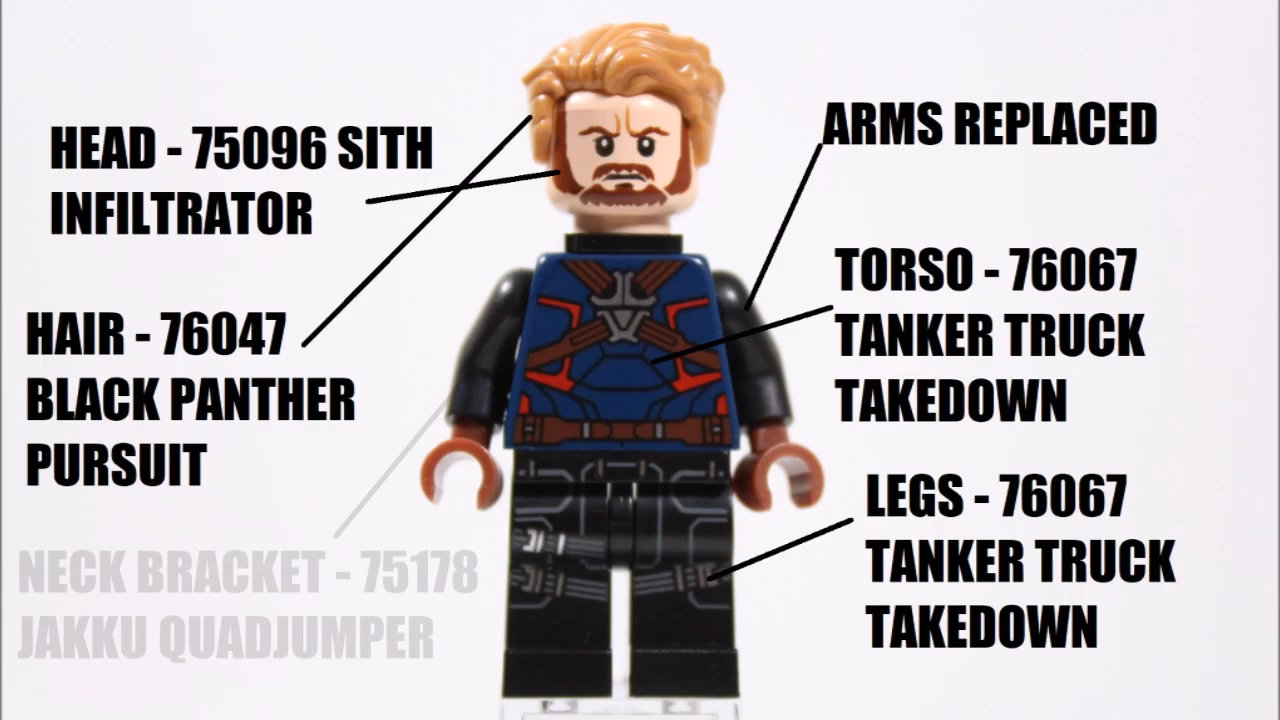 HEAD - 75096 SITH
INFILTRATOR
HAIR - 76047
BLACK PANTHER
PURSUIT
NECK BRACKET - 75178
JAKKU QUADJUMPER
ARMS REPLACED
TORSO - 76067
TANKER TRUCK
TAKEDOWN
LEGS - 76067
TANKER TRUCK
TAKEDOWN